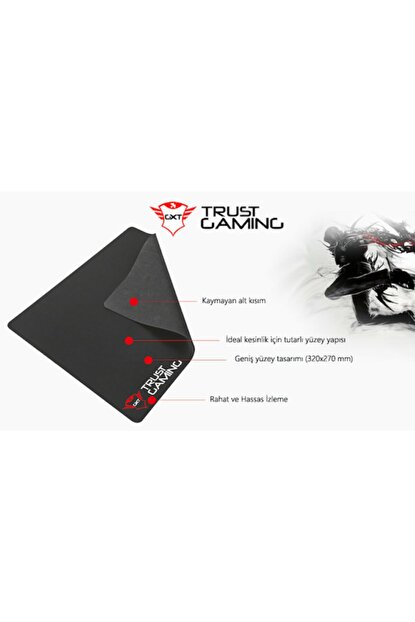 GXT
TRUST
GAMING
Kaymayan alt kısım
İdeal kesinlik için tutarlı yüzey yapısı
Geniş yüzey tasarımı (320x270 mm)
Rahat ve Hassas İzleme
GXT
TRUST
GAMING